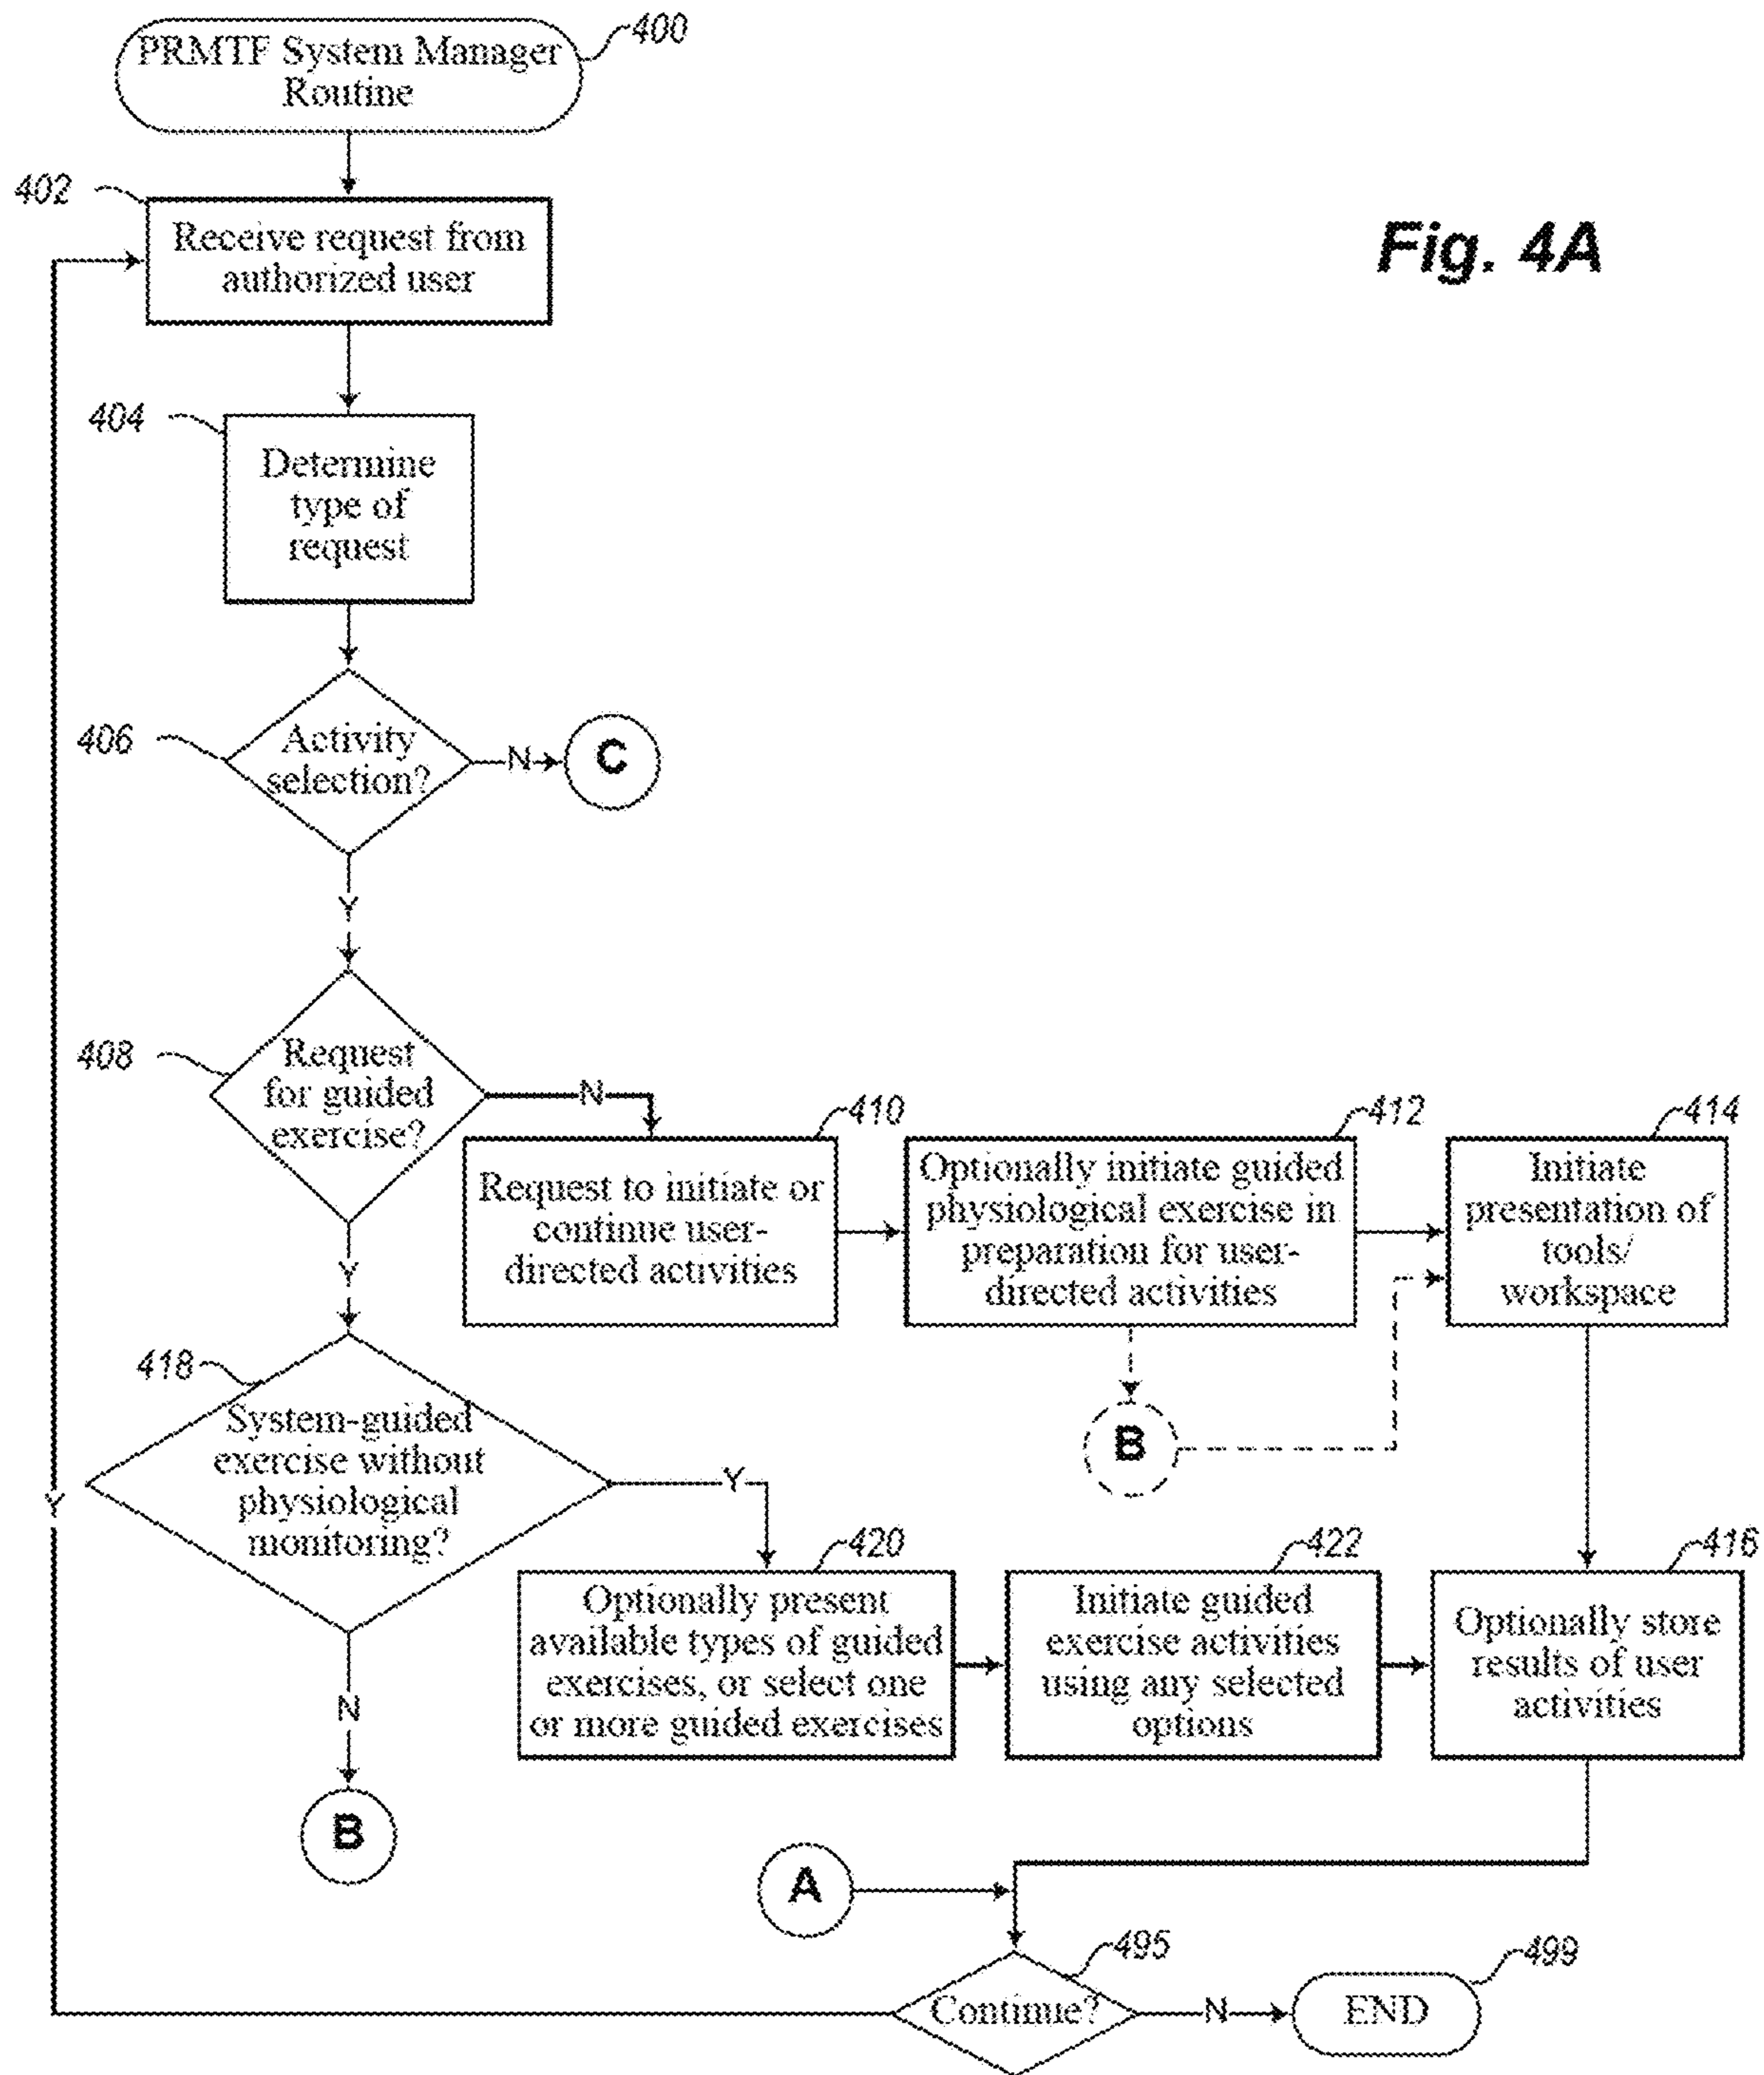 400
PRMTF System Manager
Routine
402
Receive request from
authorized user
Fig. 4A
404
Determine
type of
request
406
Activity
selection?
N
C
Y
408
Request
for guided
exercise?
N
410
Request to initiate or
continue user-
directed activities
412
Optionally initiate guided
physiological exercise in
preparation for user-
directed activities
414
Initiate
presentation of
tools/
workspace
Y
B
418
System-guided
exercise without
physiological
monitoring?
Y
Y
420
Optionally present
available types of guided
exercises, or select one
or more guided exercises
422
Initiate guided
exercise activities
using any selected
options
416
Optionally store
results of user
activities
N
B
A
495
Continue?
N
499
END